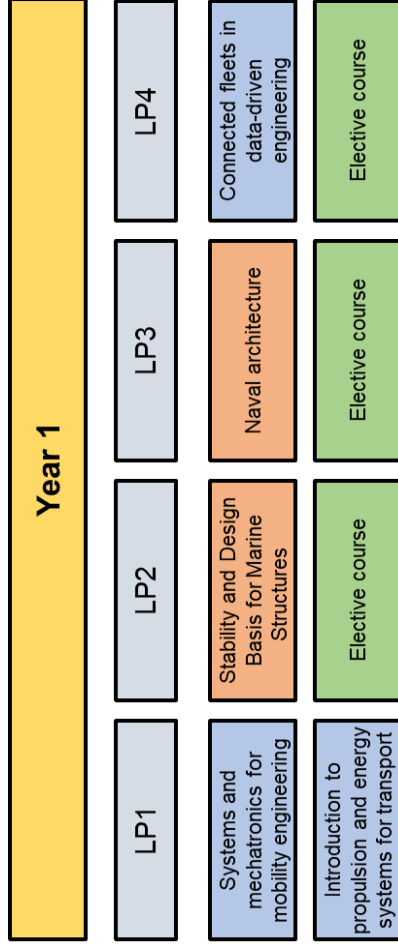 Year 1
LP1
LP2
LP3
LP4
Systems and
mechatronics for
mobility engineering
Stability and Design
Basis for Marine
Structures
Naval architecture
Connected fleets in
data-driven
engineering
Introduction to
propulsion and energy
systems for transport
Elective course
Elective course
Elective course